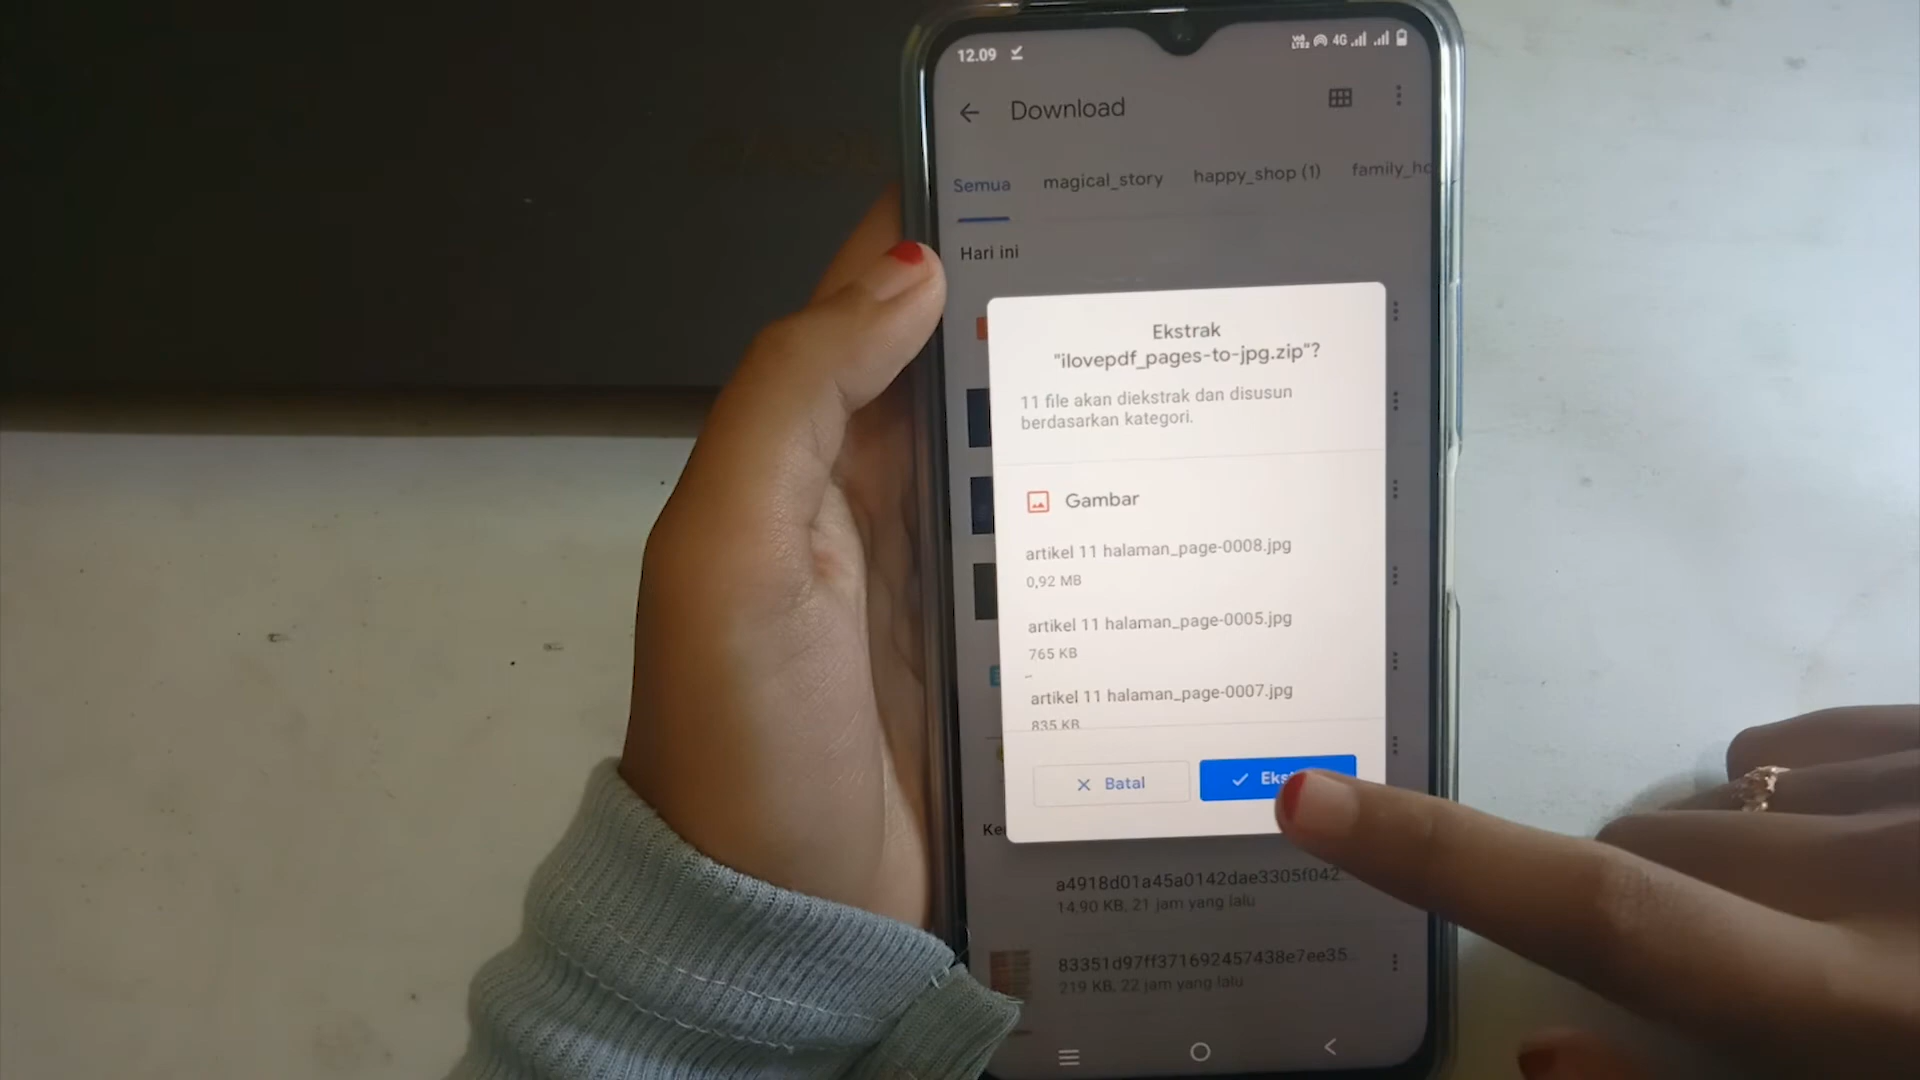 12.09
4G
Download
Semua
magical_story
happy_shop (1)
Hari ini
Ekstrak
"ilovepdf_pages-to-jpg.zip"?
11 file akan diekstrak dan disusun
berdasarkan kategori.
Gambar
artikel 11 halaman_page-0008.jpg
0,92 MB
artikel 11 halaman_page-0005.jpg
765 KB
artikel 11 halaman_page-0007.jpg
835 KB
Batal
a4918d01a45a0142dae3305f042
14,90 KB, 21 jam yang lalu
83351d97ff371692457438e7ee35...
219 KB, 22 jam yang lalu